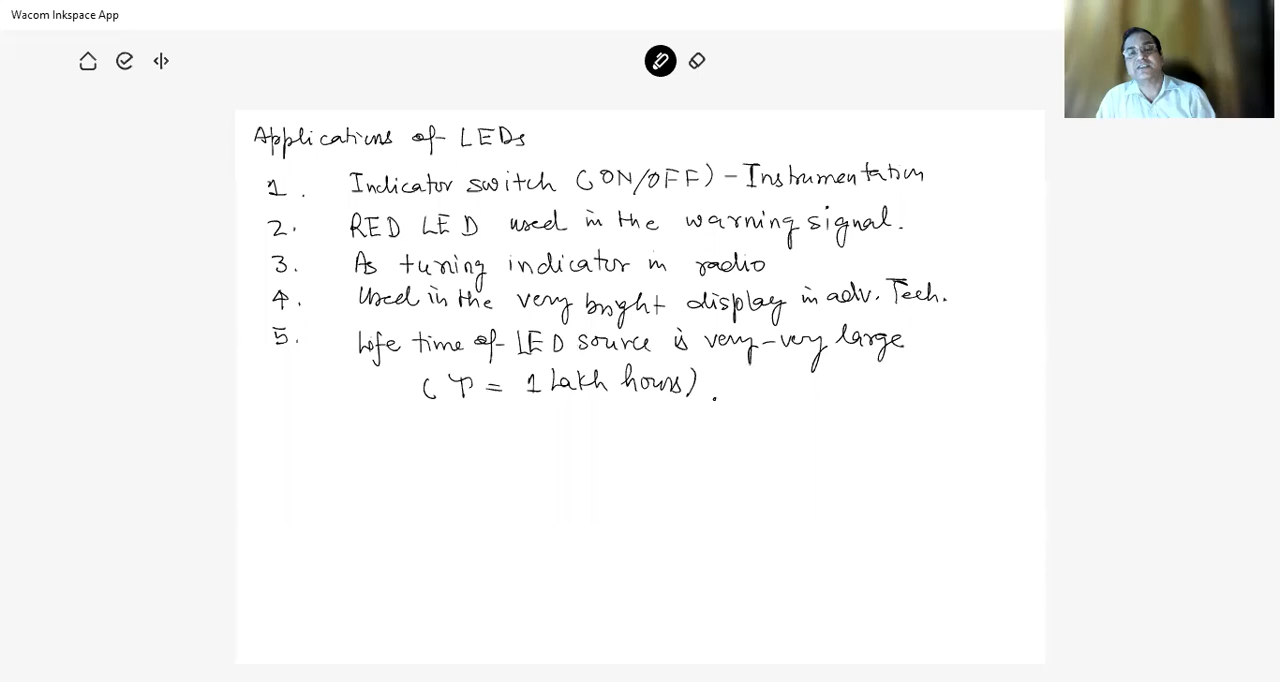 Wacom Inkspace App
Applications of LEDs
1. Indicator switch (ON/OFF) - Instrumentation
2. RED LED used in the warning signal.
3. As tuning indicator in radio
4. Used in the very bright display in adv. Tech.
5. Life time of LED source is very-very large
(τ = 1 Lakh hours).